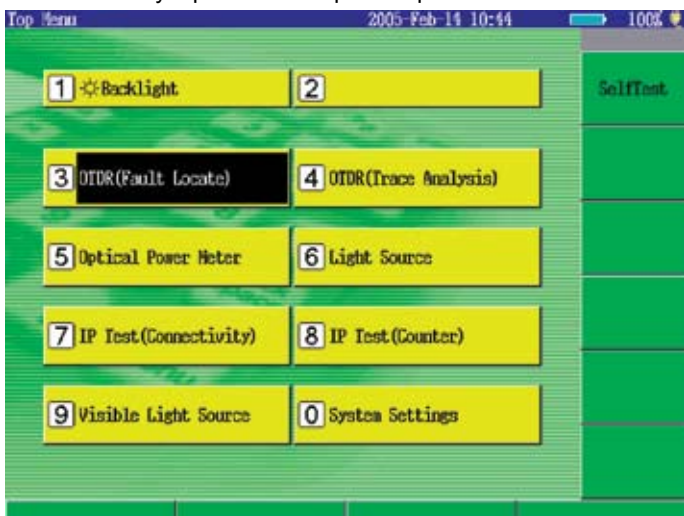 Top Menu 2005-Feb-14 10:44 100%
1 Backlight 2 SelfTest
3 OTDR(Fault Locate) 4 OTDR(Trace Analysis)
5 Optical Power Meter 6 Light Source
7 IP Test(Connectivity) 8 IP Test(Counter)
9 Visible Light Source 0 System Settings